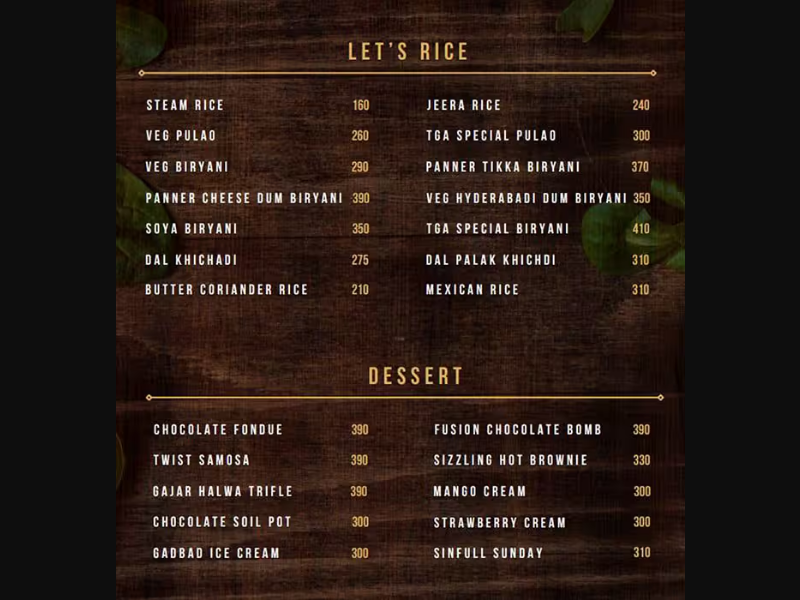 LET'S RICE
STEAM RICE 160
VEG PULAO 260
VEG BIRYANI 290
PANNER CHEESE DUM BIRYANI 390
SOYA BIRYANI 350
DAL KHICHADI 275
BUTTER CORIANDER RICE 210
JEERA RICE 240
TGA SPECIAL PULAO 300
PANNER TIKKA BIRYANI 370
VEG HYDERABADI DUM BIRYANI 350
TGA SPECIAL BIRYANI 410
DAL PALAK KHICHDI 310
MEXICAN RICE 310
DESSERT
CHOCOLATE FONDUE 390
TWIST SAMOSA 390
GAJAR HALWA TRIFLE 390
CHOCOLATE SOIL POT 300
GADBAD ICE CREAM 300
FUSION CHOCOLATE BOMB 390
SIZZLING HOT BROWNIE 330
MANGO CREAM 300
STRAWBERRY CREAM 300
SINFULL SUNDAY 310